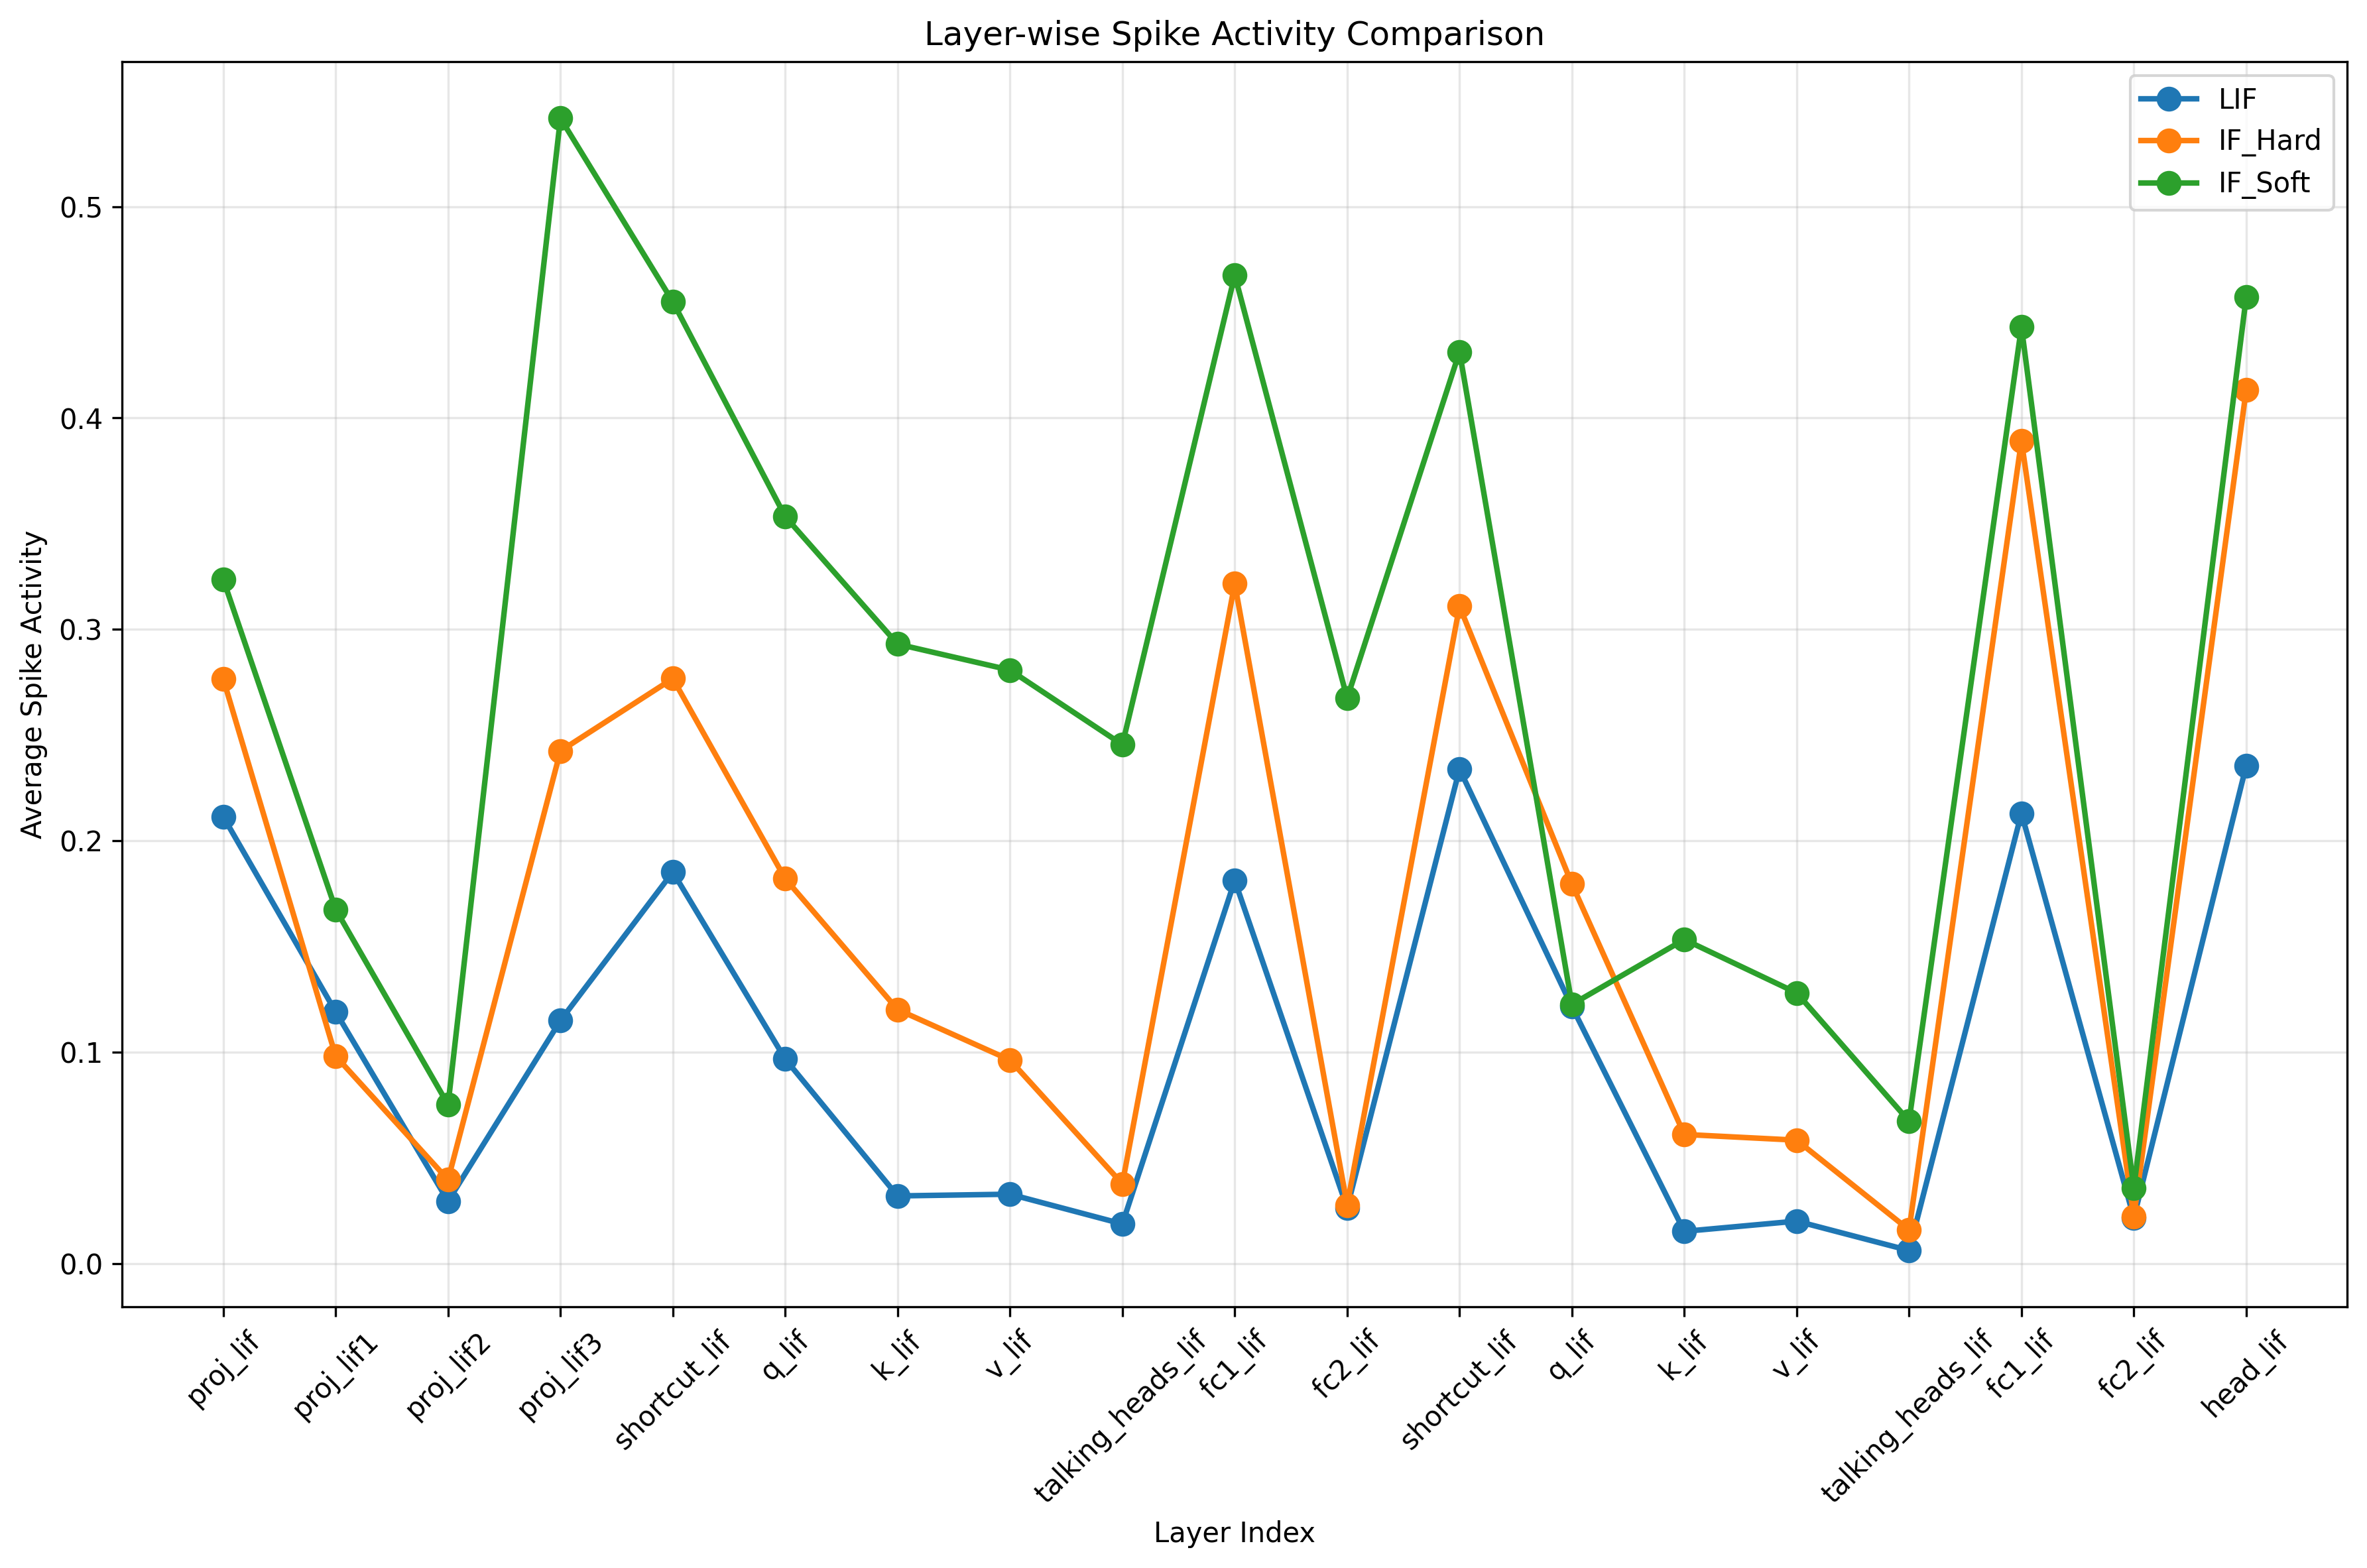 Layer-wise Spike Activity Comparison
LIF
IF_Hard
IF_Soft
Average Spike Activity
0.5
0.4
0.3
0.2
0.1
0.0
proj_lif
proj_lif1
proj_lif2
proj_lif3
shortcut_lif
q_lif
k_lif
v_lif
talking_heads_lif
fc1_lif
fc2_lif
shortcut_lif
q_lif
k_lif
v_lif
talking_heads_lif
fc1_lif
fc2_lif
head_lif
Layer Index